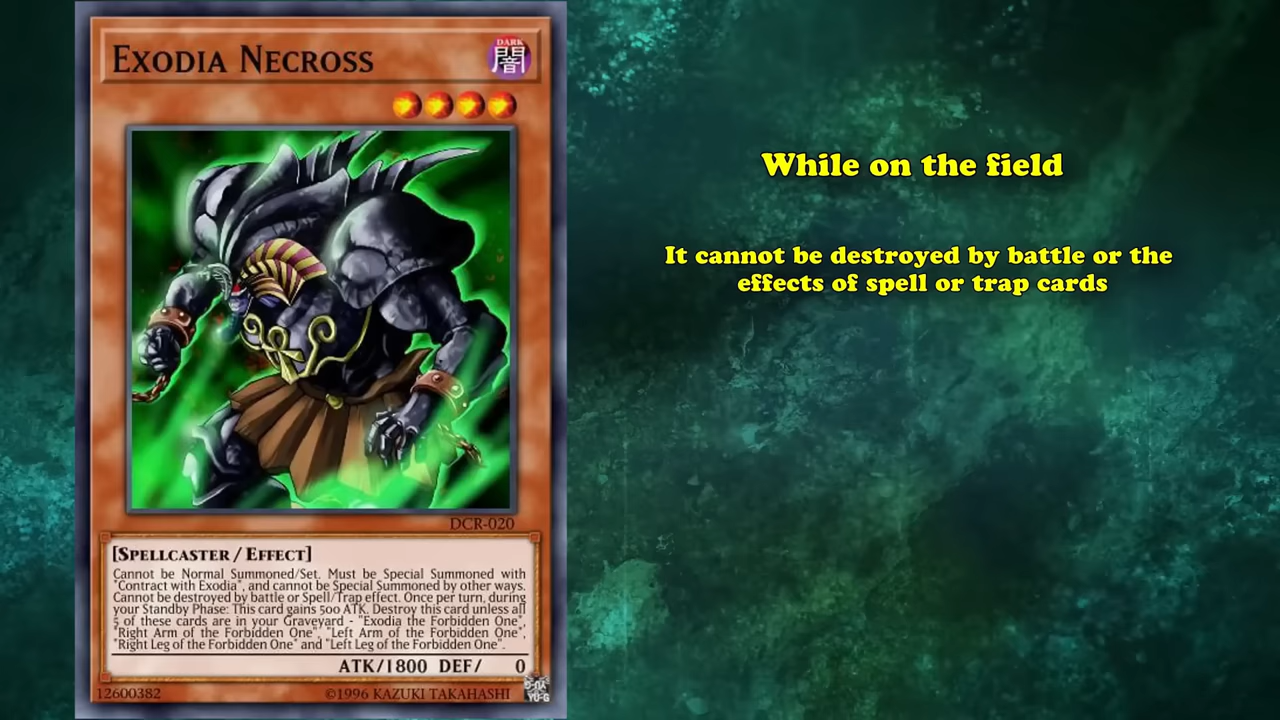 EXODIA NECROSS
DARK
闇
While on the field
It cannot be destroyed by battle or the
effects of spell or trap cards
DCR-020
[SPELLCASTER / EFFECT]
Cannot be Normal Summoned/Set. Must be Special Summoned with
"Contract with Exodia", and cannot be Special Summoned by other ways.
Cannot be destroyed by battle or Spell/Trap effect. Once per turn, during
your Standby Phase: This card gains 500 ATK. Destroy this card unless all
5 of these cards are in your Graveyard - "Exodia the Forbidden One",
"Right Arm of the Forbidden One", "Left Arm of the Forbidden One",
"Right Leg of the Forbidden One" and "Left Leg of the Forbidden One".
ATK/1800 DEF/ 0
12600382
©1996 KAZUKI TAKAHASHI